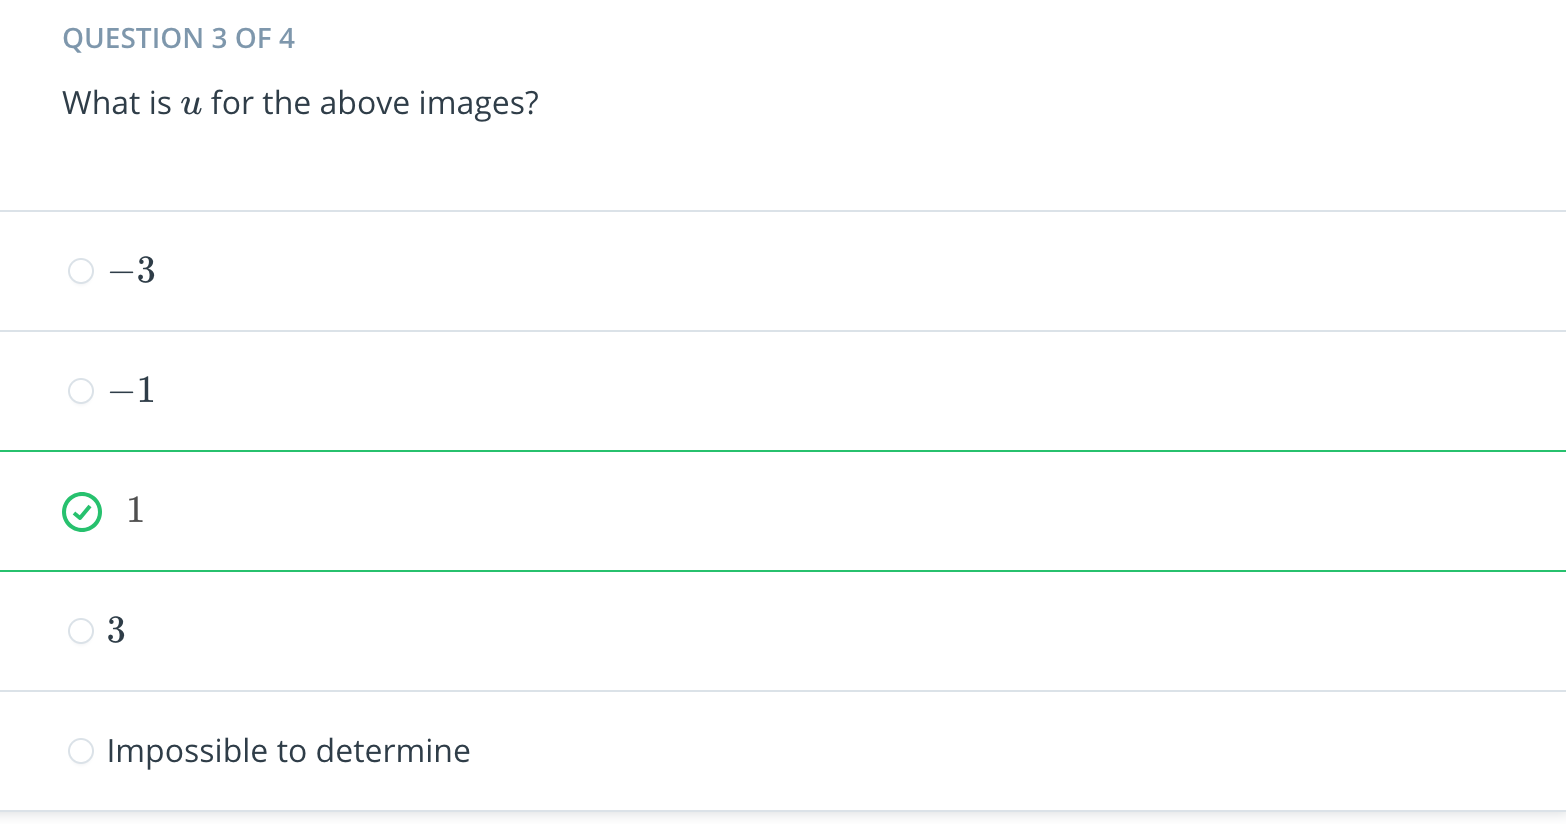 QUESTION 3 OF 4
What is u for the above images?
−3
−1
1
3
Impossible to determine